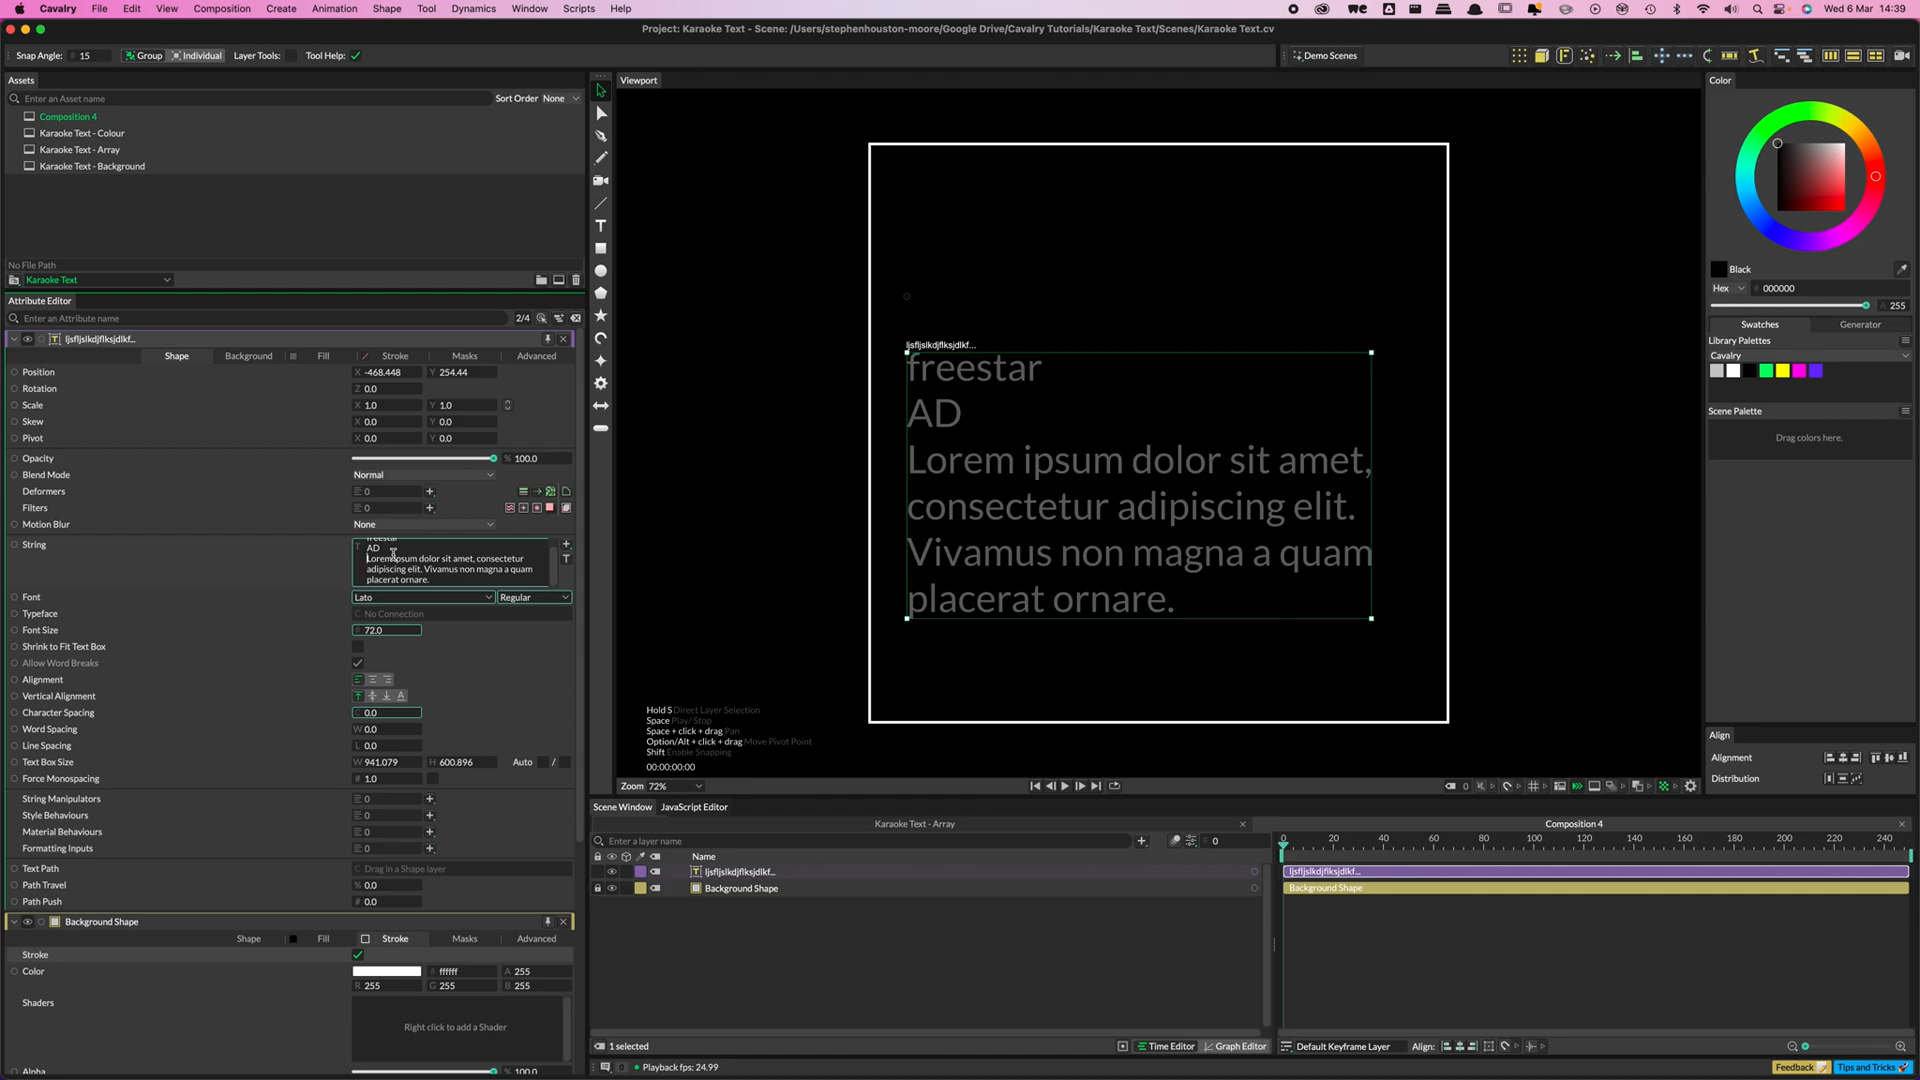 Cavalry File Edit View Composition Create Animation Shape Tool Dynamics Window Scripts Help
Wed 6 Mar 14:39
Project: Karaoke Text - Scene: /Users/stephenhouston-moore/Google Drive/Cavalry Tutorials/Karaoke Text/Scenes/Karaoke Text.cv
Snap Angle: 15 Group Individual Layer Tools: Tool Help:
Demo Scenes
Assets
Enter an Asset name Sort Order None
Composition 4
Karaoke Text - Colour
Karaoke Text - Array
Karaoke Text - Background
No File Path
Karaoke Text
Attribute Editor
Enter an Attribute name 2/4
ljsfljslkdjflksjdlkf...
Shape Background Fill Stroke Masks Advanced
Position X -468.448 Y 254.44
Rotation Z 0.0
Scale X 1.0 Y 1.0
Skew X 0.0 Y 0.0
Pivot X 0.0 Y 0.0
Opacity % 100.0
Blend Mode Normal
Deformers 0
Filters 0
Motion Blur None
String
freestar
AD
Lorem ipsum dolor sit amet, consectetur
adipiscing elit. Vivamus non magna a quam
placerat ornare.
Font Lato Regular
Typeface C No Connection
Font Size # 72.0
Shrink to Fit Text Box
Allow Word Breaks
Alignment
Vertical Alignment
Character Spacing C 0.0
Word Spacing W 0.0
Line Spacing L 0.0
Text Box Size W 941.079 H 600.896 Auto /
Force Monospacing # 1.0
String Manipulators 0
Style Behaviours 0
Material Behaviours 0
Formatting Inputs 0
Text Path C Drag in a Shape layer
Path Travel % 0.0
Path Push # 0.0
Background Shape
Shape Fill Stroke Masks Advanced
Stroke
Color # ffffff A 255
R 255 G 255 B 255
Shaders
Right click to add a Shader
Alpha % 100.0
Viewport
ljsfljslkdjflksjdlkf...
freestar
AD
Lorem ipsum dolor sit amet,
consectetur adipiscing elit.
Vivamus non magna a quam
placerat ornare.
Hold S Direct Layer Selection
Space Play/ Stop
Space + click + drag Pan
Option/Alt + click + drag Move Pivot Point
Shift Enable Snapping
00:00:00:00
Zoom 72%
0
Scene Window JavaScript Editor
Karaoke Text - Array
Composition 4
Enter a layer name
F 0
0 20 40 60 80 100 120 140 160 180 200 220 240
Name
ljsfljslkdjflksjdlkf...
ljsfljslkdjflksjdlkf...
Background Shape
Background Shape
1 selected
Time Editor Graph Editor
Default Keyframe Layer Align:
0 Playback fps: 24.99
Feedback
Tips and Tricks
Color
Black
Hex # 000000
255
Swatches Generator
Library Palettes
Cavalry
Scene Palette
Drag colors here.
Align
Alignment
Distribution